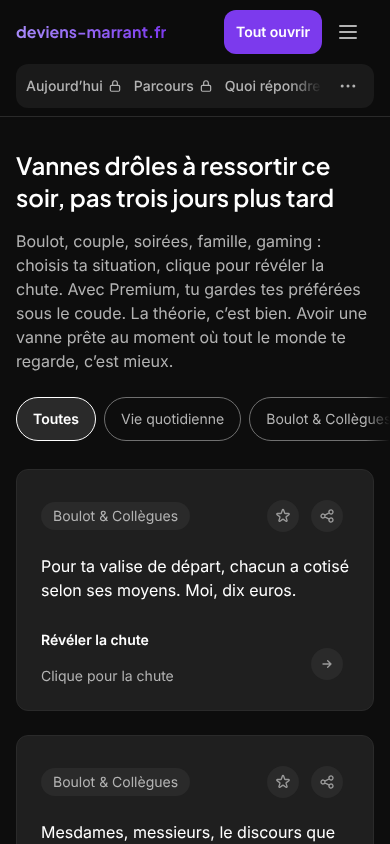 deviens-marrant.fr
Tout ouvrir
Aujourd'hui
Parcours
Quoi répondre
Vannes drôles à ressortir ce
soir, pas trois jours plus tard
Boulot, couple, soirées, famille, gaming :
choisis ta situation, clique pour révéler la
chute. Avec Premium, tu gardes tes préférées
sous le coude. La théorie, c'est bien. Avoir une
vanne prête au moment où tout le monde te
regarde, c'est mieux.
Toutes
Vie quotidienne
Boulot & Collègues
Boulot & Collègues
Pour ta valise de départ, chacun a cotisé
selon ses moyens. Moi, dix euros.
Révéler la chute
Clique pour la chute
Boulot & Collègues
Mesdames, messieurs, le discours que